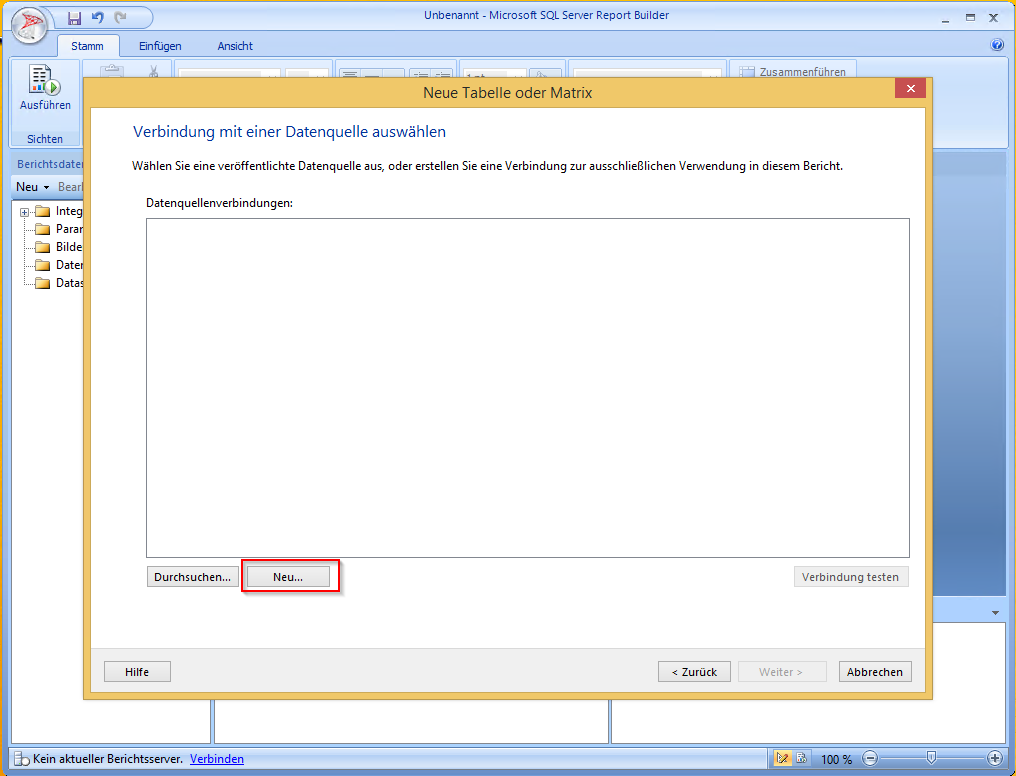 Unbenannt - Microsoft SQL Server Report Builder
Stamm Einfügen Ansicht
Zusammenführen
Ausführen
Sichten
Neue Tabelle oder Matrix
Verbindung mit einer Datenquelle auswählen
Wählen Sie eine veröffentlichte Datenquelle aus, oder erstellen Sie eine Verbindung zur ausschließlichen Verwendung in diesem Bericht.
Datenquellenverbindungen:
Berichtsdater
Neu Bearl
Integ
Parar
Bilde
Dater
Datas
Durchsuchen... Neu... Verbindung testen
Hilfe < Zurück Weiter > Abbrechen
Kein aktueller Berichtsserver. Verbinden 100 %